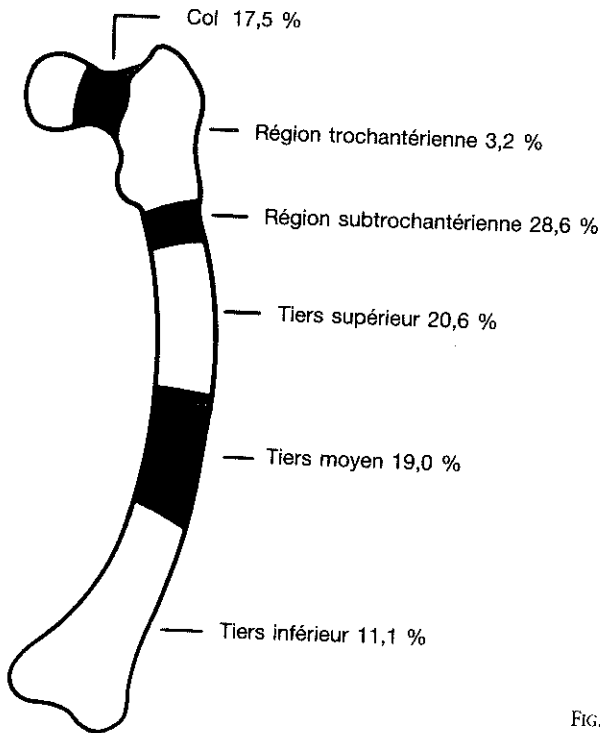 Col 17,5 %
Région trochantérienne 3,2 %
Région subtrochantérienne 28,6 %
Tiers supérieur 20,6 %
Tiers moyen 19,0 %
Tiers inférieur 11,1 %
FIG.